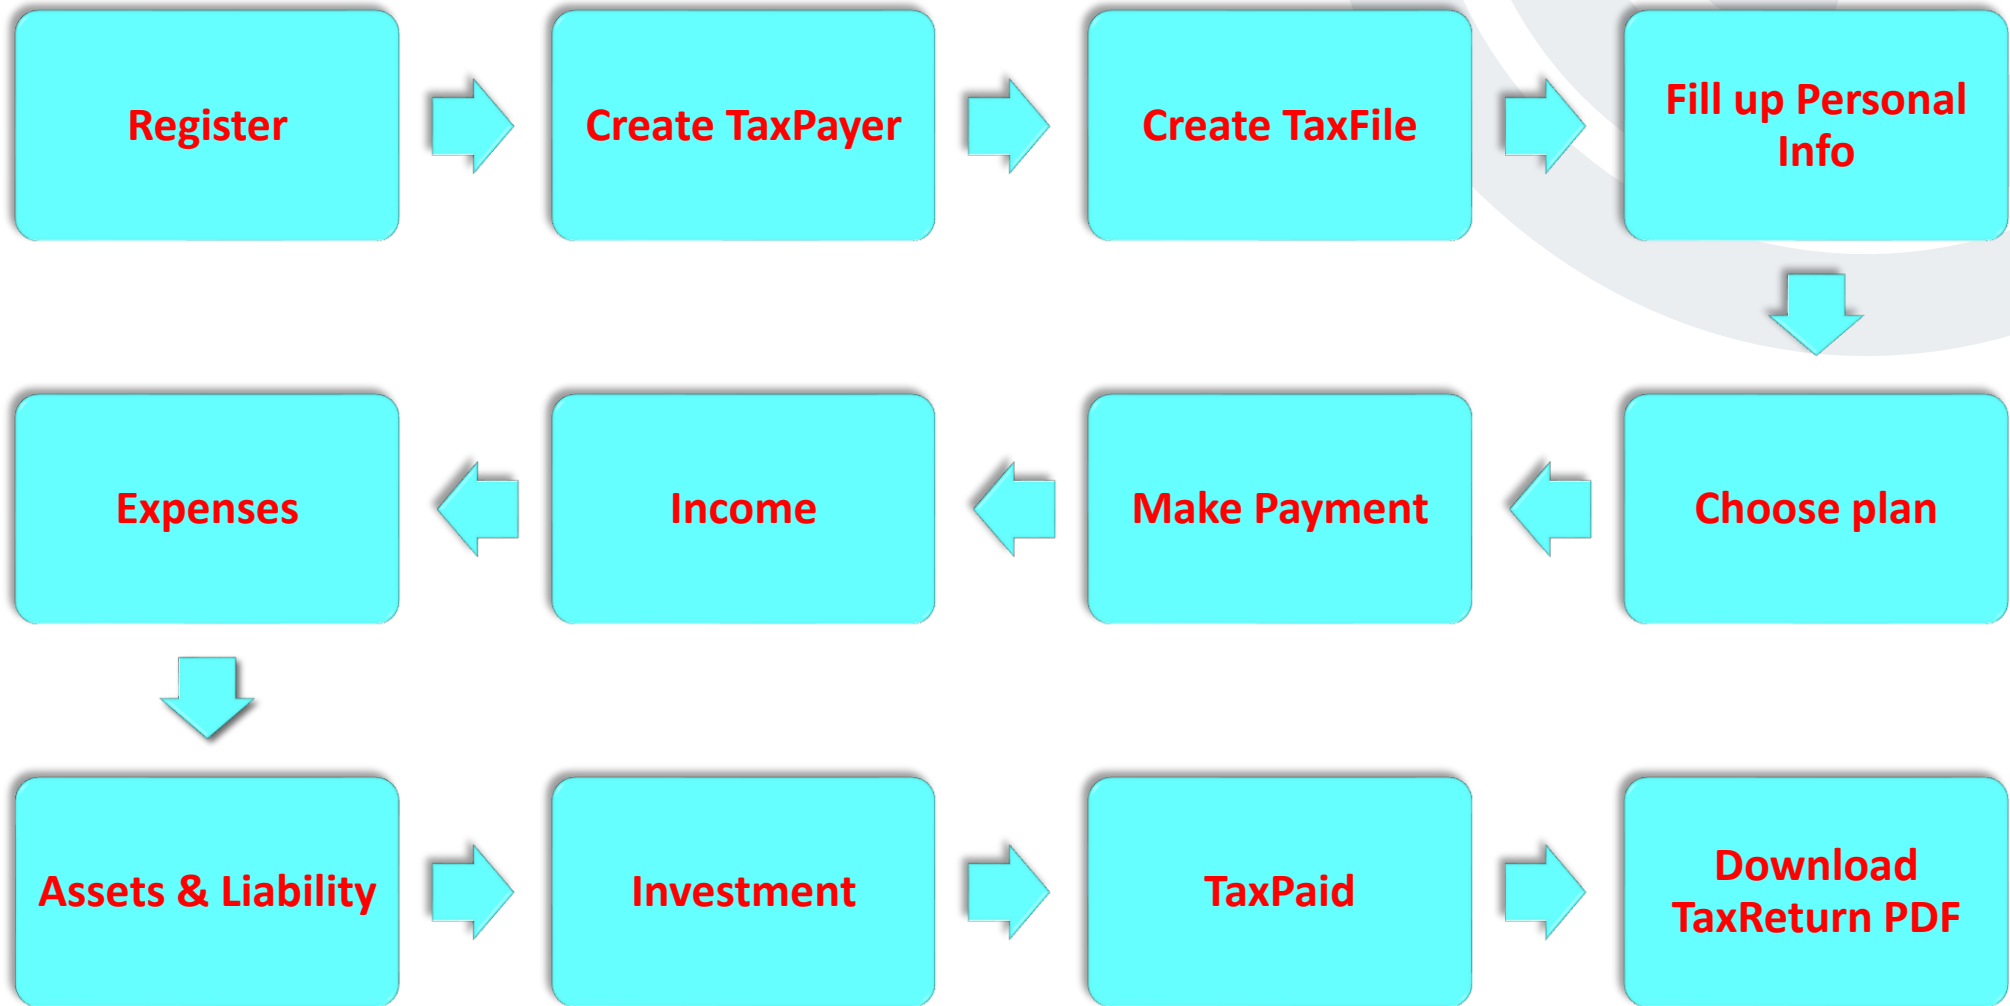 Register
Create TaxPayer
Create TaxFile
Fill up Personal
Info
Choose plan
Make Payment
Income
Expenses
Assets & Liability
Investment
TaxPaid
Download
TaxReturn PDF